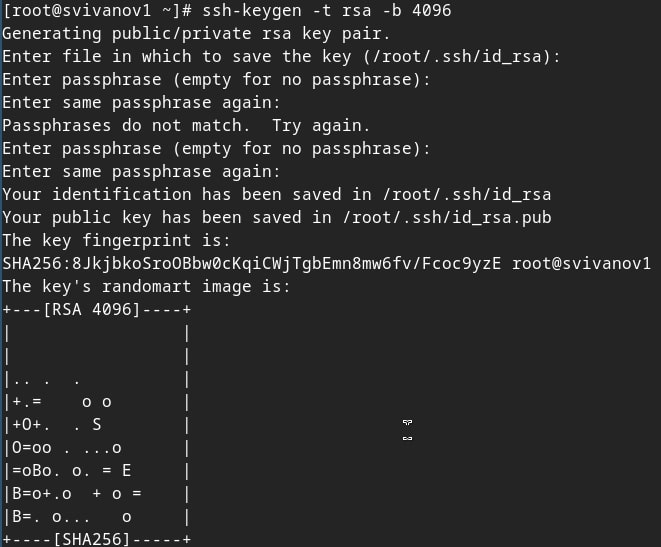 [root@svivanov1 ~]# ssh-keygen -t rsa -b 4096
Generating public/private rsa key pair.
Enter file in which to save the key (/root/.ssh/id_rsa):
Enter passphrase (empty for no passphrase):
Enter same passphrase again:
Passphrases do not match.  Try again.
Enter passphrase (empty for no passphrase):
Enter same passphrase again:
Your identification has been saved in /root/.ssh/id_rsa
Your public key has been saved in /root/.ssh/id_rsa.pub
The key fingerprint is:
SHA256:8JkjbkoSroOBbw0cKqiCWjTgbEmn8mw6fv/Fcoc9yzE root@svivanov1
The key's randomart image is:
+---[RSA 4096]----+
|                 |
|                 |
|.. .  .          |
|+.=    o o       |
|+O+.  . S        |
|O=oo . ...o      |
|=oBo. o. = E     |
|B=o+.o  + o =    |
|B=. o...   o     |
+----[SHA256]-----+